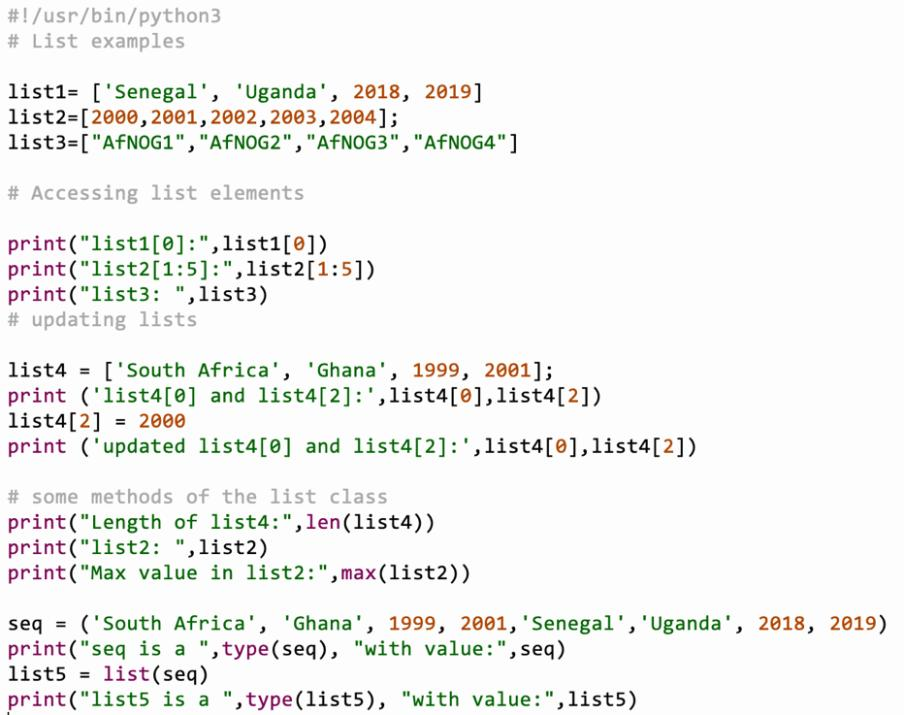 #!/usr/bin/python3
# List examples
list1= ['Senegal', 'Uganda', 2018, 2019]
list2=[2000,2001,2002,2003,2004];
list3=["AfNOG1","AfNOG2","AfNOG3","AfNOG4"]
# Accessing list elements
print("list1[0]:",list1[0])
print("list2[1:5]:",list2[1:5])
print("list3: ",list3)
# updating lists
list4 = ['South Africa', 'Ghana', 1999, 2001];
print ('list4[0] and list4[2]:',list4[0],list4[2])
list4[2] = 2000
print ('updated list4[0] and list4[2]:',list4[0],list4[2])
# some methods of the list class
print("Length of list4:",len(list4))
print("list2: ",list2)
print("Max value in list2:",max(list2))
seq = ('South Africa', 'Ghana', 1999, 2001,'Senegal','Uganda', 2018, 2019)
print("seq is a ",type(seq), "with value:",seq)
list5 = list(seq)
print("list5 is a ",type(list5), "with value:",list5)